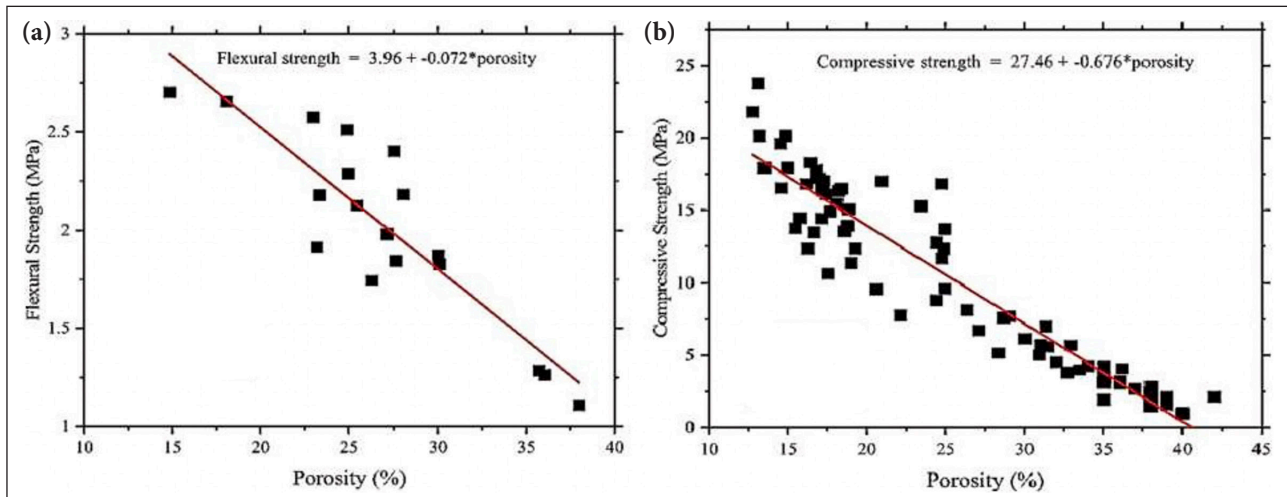 (a)
Flexural strength = 3.96 + -0.072*porosity
Flexural Strength (MPa)
3
2.5
2
1.5
1
10 15 20 25 30 35 40
Porosity (%)
(b)
Compressive strength = 27.46 + -0.676*porosity
Compressive Strength (MPa)
25
20
15
10
5
0
10 15 20 25 30 35 40 45
Porosity (%)